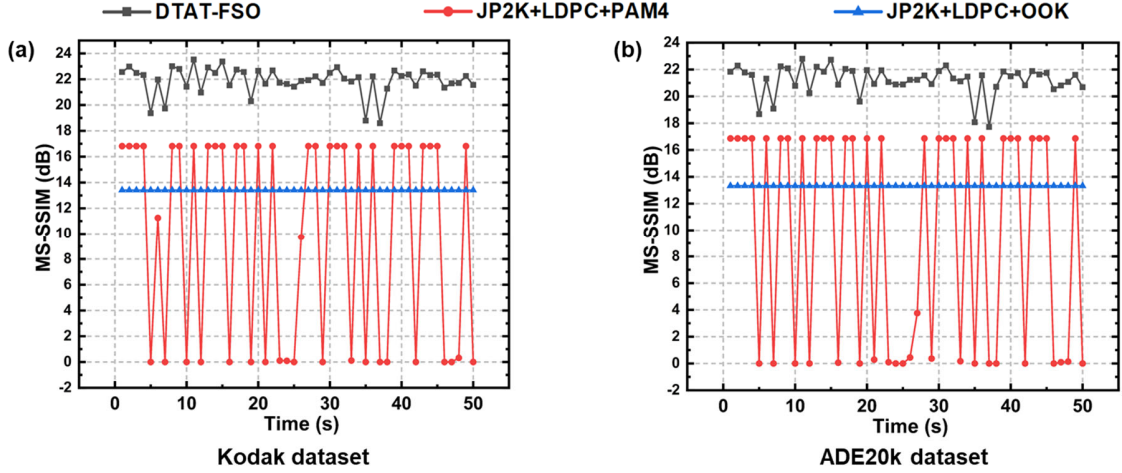 DTAT-FSO JP2K+LDPC+PAM4 JP2K+LDPC+OOK
(a)
MS-SSIM (dB)
24
22
20
18
16
14
12
10
8
6
4
2
0
-2
0 10 20 30 40 50
Time (s)
Kodak dataset
(b)
MS-SSIM (dB)
24
22
20
18
16
14
12
10
8
6
4
2
0
-2
0 10 20 30 40 50
Time (s)
ADE20k dataset